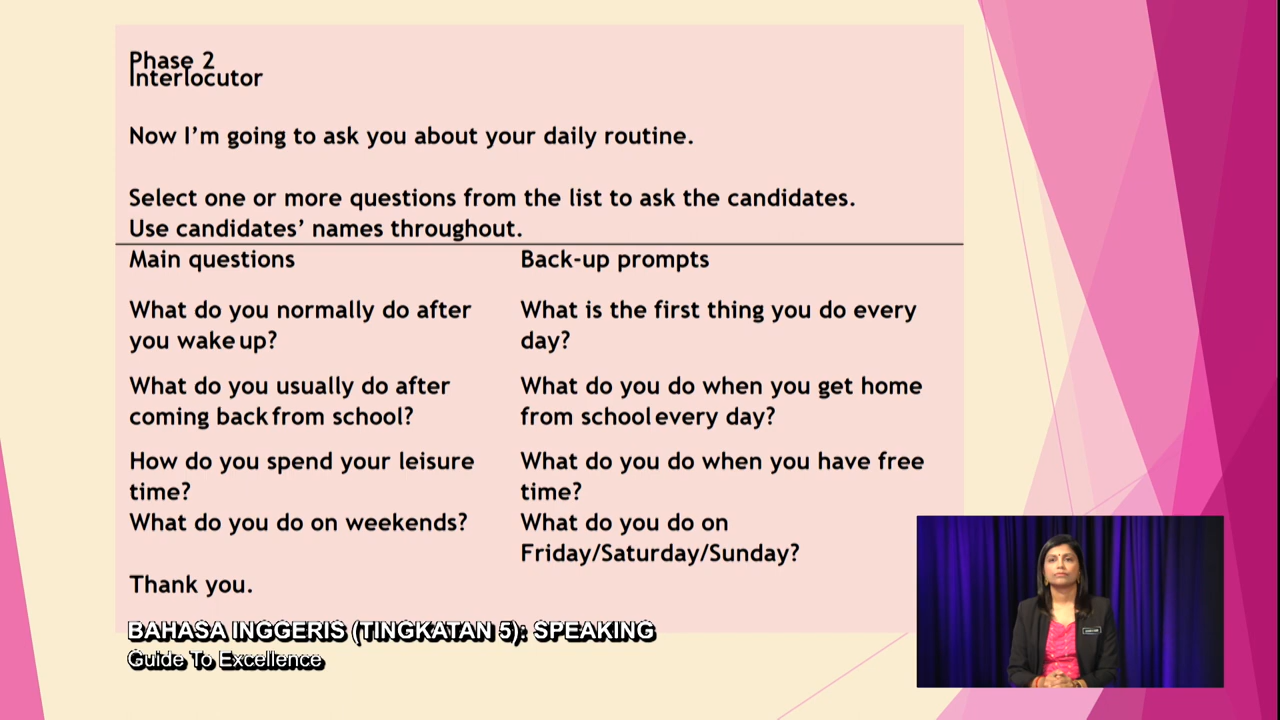 Phase 2
Interlocutor
Now I'm going to ask you about your daily routine.
Select one or more questions from the list to ask the candidates.
Use candidates' names throughout.
Main questions
Back-up prompts
What do you normally do after
you wake up?
What is the first thing you do every
day?
What do you usually do after
coming back from school?
What do you do when you get home
from school every day?
How do you spend your leisure
time?
What do you do when you have free
time?
What do you do on weekends?
What do you do on
Friday/Saturday/Sunday?
Thank you.
BAHASA INGGERIS (TINGKATAN 5): SPEAKING
Guide To Excellence